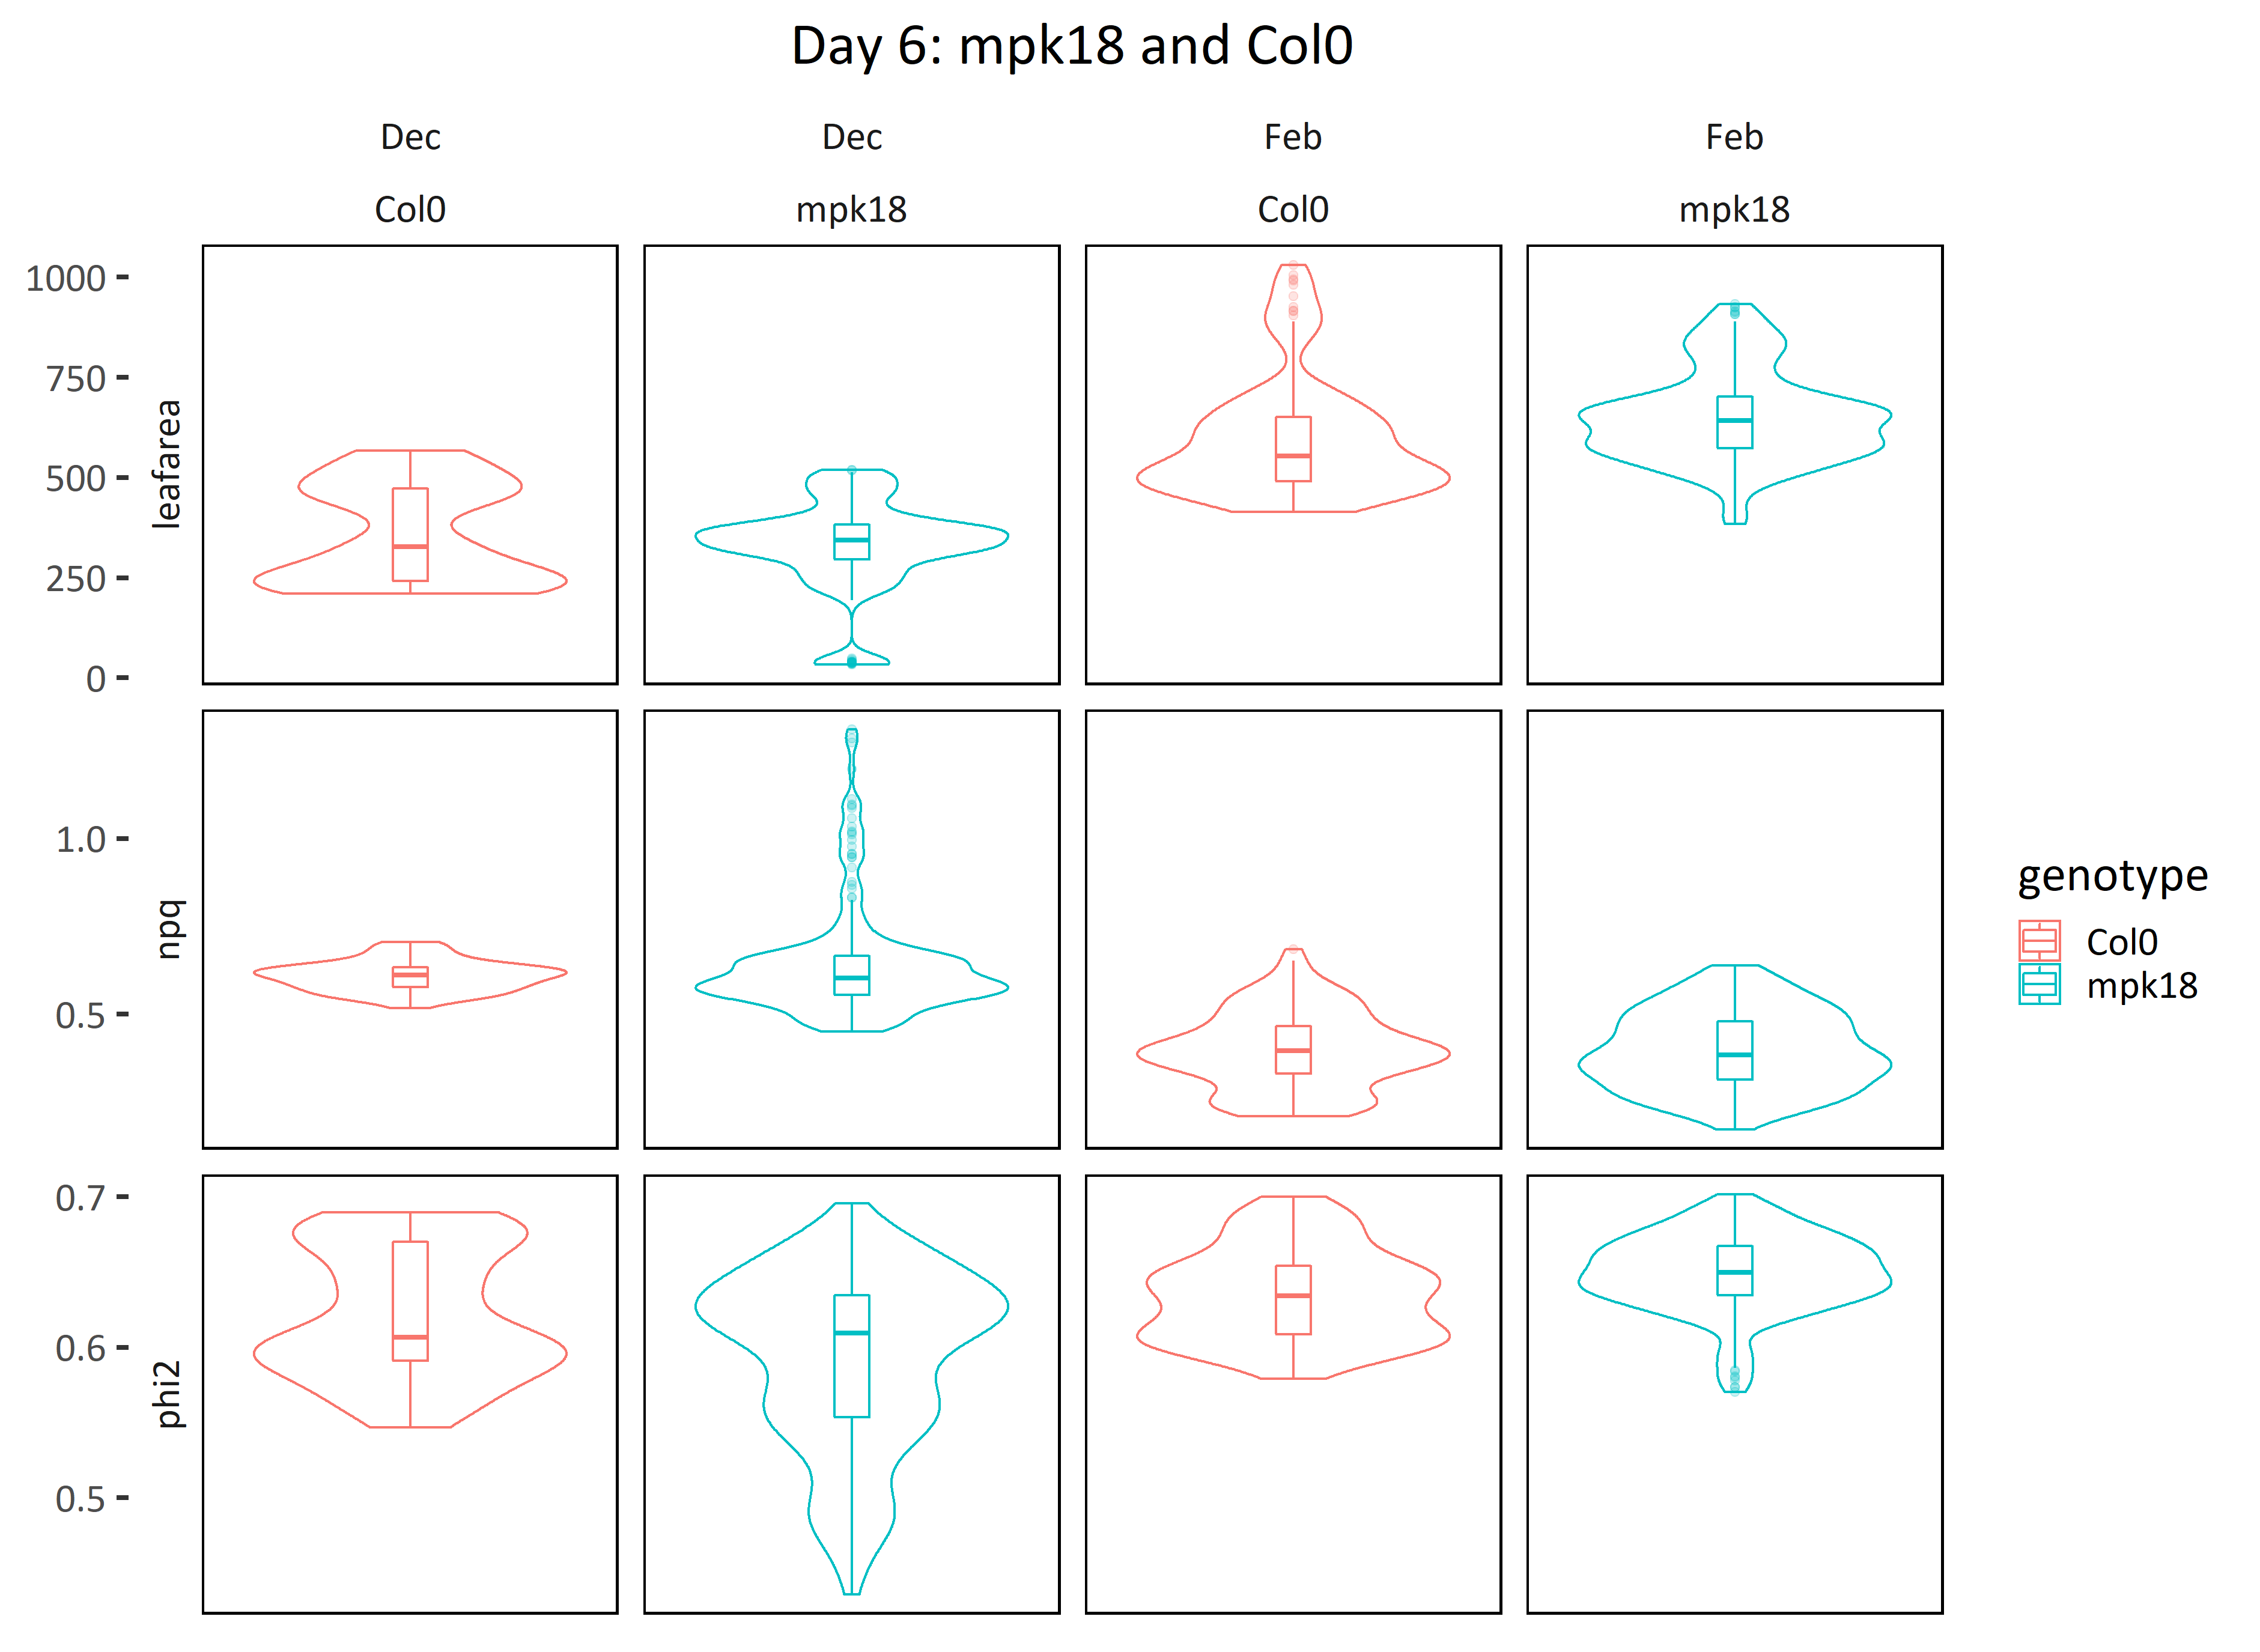 Day 6: mpk18 and Col0
Dec Dec Feb Feb
Col0 mpk18 Col0 mpk18
1000
750
500
250
0
leafarea
1.0
0.5
npq
0.7
0.6
0.5
phi2
genotype
Col0
mpk18